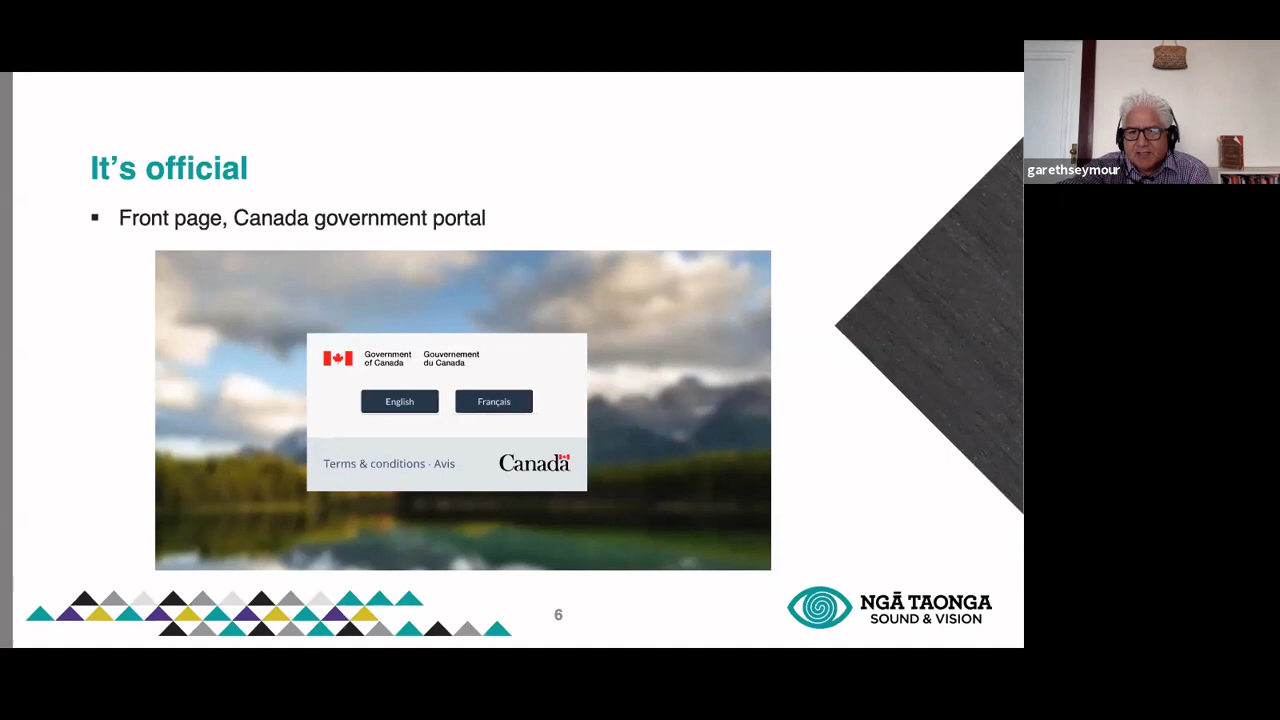 It's official
▪ Front page, Canada government portal
Government of Canada
Gouvernement du Canada
English
Français
Terms & conditions · Avis
Canada
6
NGĀ TAONGA
SOUND & VISION
garethseymour